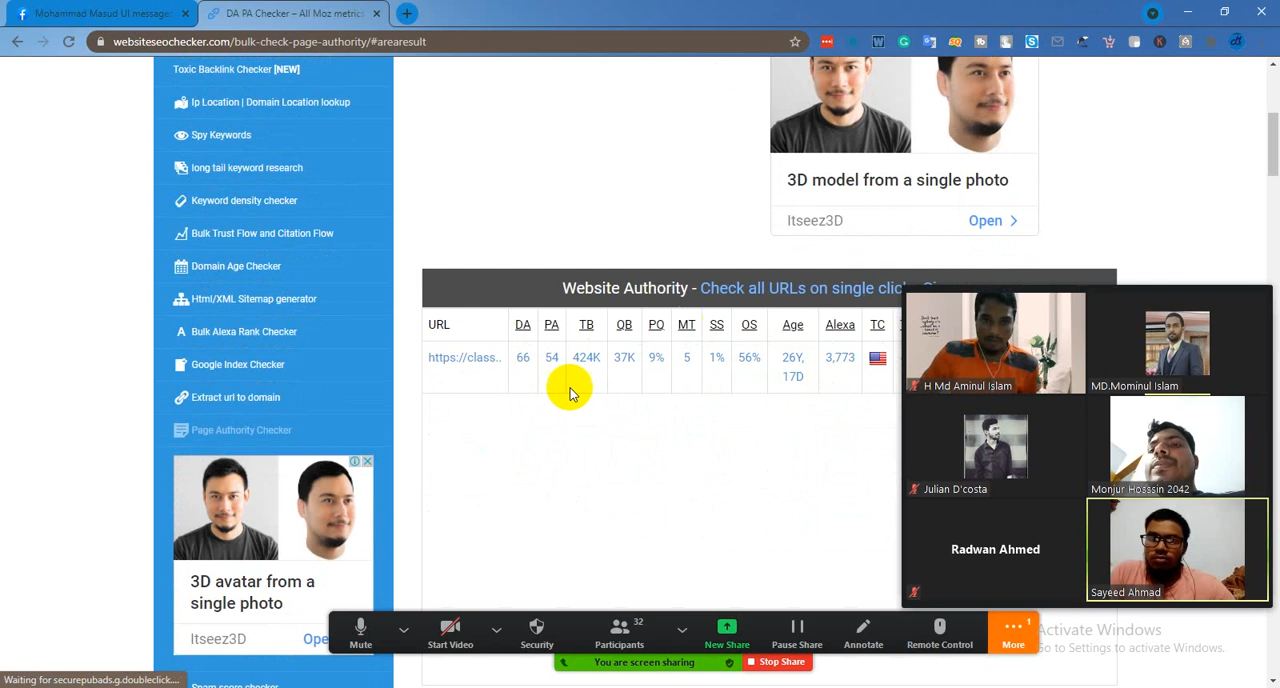 Mohammad Masud UI messages
DA PA Checker – All Moz metrics
websiteseochecker.com/bulk-check-page-authority/#arearesult
Toxic Backlink Checker [NEW]
Ip Location | Domain Location lookup
Spy Keywords
long tail keyword research
Keyword density checker
Bulk Trust Flow and Citation Flow
Domain Age Checker
Html/XML Sitemap generator
Bulk Alexa Rank Checker
Google Index Checker
Extract url to domain
Page Authority Checker
3D avatar from a
single photo
Itseez3D Ope
Spam score checker
3D model from a single photo
Itseez3D Open
Website Authority - Check all URLs on single click
URL DA PA TB QB PQ MT SS OS Age Alexa TC
https://class.. 66 54 424K 37K 9% 5 1% 56% 26Y, 3,773
17D
H Md Aminul Islam
MD.Mominul Islam
Julian D'costa
Monjur Hosssin 2042
Radwan Ahmed
Sayeed Ahmad
Mute
Start Video
Security
32
Participants
New Share
Pause Share
Annotate
Remote Control
1
More
You are screen sharing
Stop Share
Activate Windows
Go to Settings to activate Windows.
Waiting for securepubads.g.doubleclick....